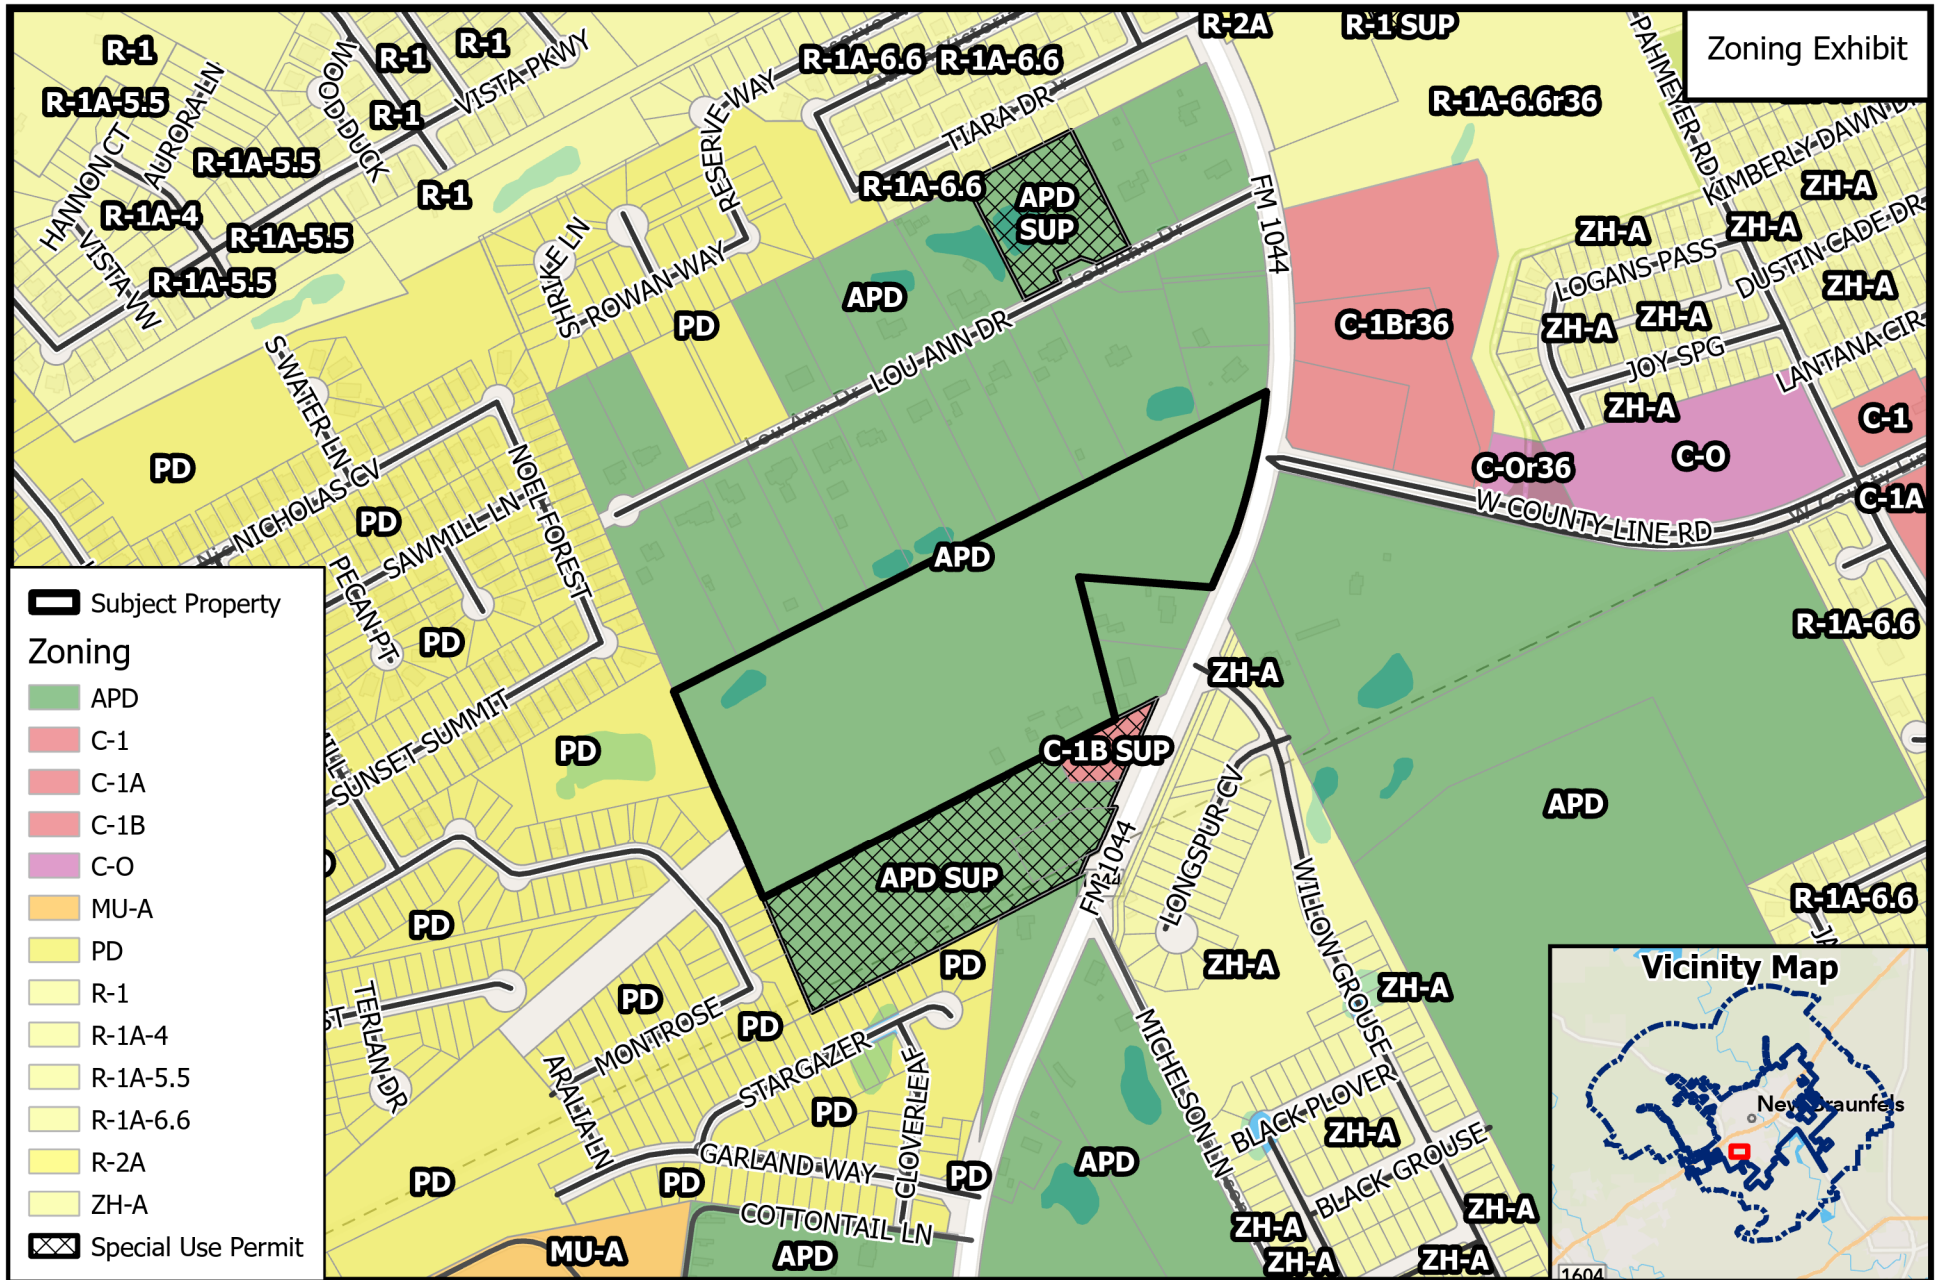 Zoning Exhibit
R-1
R-1
R-1
R-1A-6.6
R-1A-6.6
R-2A
R-1 SUP
R-1A-5.5
AURORA LN
WOOD DUCK
R-1
VISTA PKWY
RESERVE WAY
TIARA DR
R-1A-6.6r36
PAHMEYER RD
KIMBERLY DAWN DR
HANNON CT
R-1A-5.5
R-1
R-1A-6.6
APD
SUP
FM 1044
ZH-A
R-1A-4
R-1A-5.5
VISTA VW
R-1A-5.5
SHRIKE LN
S ROWAN WAY
PD
APD
Lou Ann Dr
LOU ANN DR
Lou Ann Dr
C-1Br36
ZH-A
ZH-A
LOGANS PASS
DUSTIN CADE DR
ZH-A
ZH-A
ZH-A
JOY SPG
LANTANA CIR
ZH-A
C-1
S WATER LN
PD
NICHOLAS CV
NOEL FOREST
PD
SAWMILL LN
PECAN PT
PD
SUNSET SUMMIT
PD
APD
C-Or36
C-O
C-1A
W COUNTY LINE RD
R-1A-6.6
ZH-A
C-1B SUP
APD SUP
FM 1044
LONGSPUR CV
WILLOW GROUSE
APD
R-1A-6.6
PD
PD
PD
TERLAN DR
MONTROSE
PD
ARALIA LN
STARGAZER
PD
CLOVERLEAF
GARLAND WAY
PD
PD
PD
COTTONTAIL LN
MU-A
APD
APD
ZH-A
ZH-A
MICHELSON LN
BLACK PLOVER
ZH-A
BLACK GROUSE
ZH-A
ZH-A
ZH-A
ZH-A
Subject Property
Zoning
APD
C-1
C-1A
C-1B
C-O
MU-A
PD
R-1
R-1A-4
R-1A-5.5
R-1A-6.6
R-2A
ZH-A
Special Use Permit
Vicinity Map
New Braunfels
1604